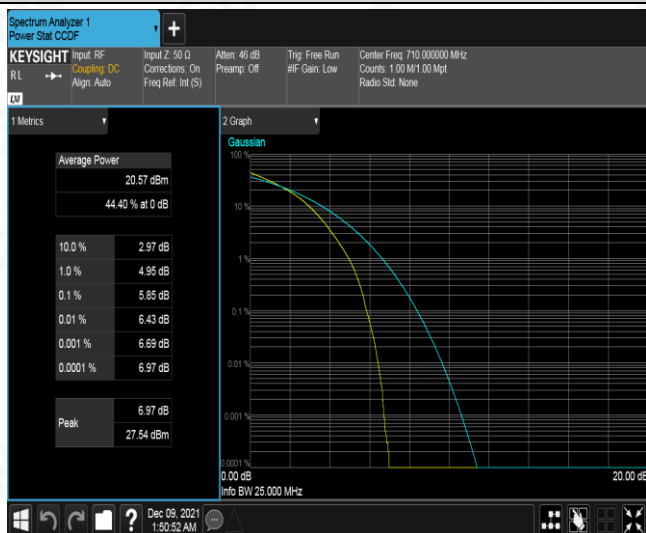 Spectrum Analyzer 1
Power Stat CCDF
+
KEYSIGHT
RL
LXI
Input: RF
Coupling: DC
Align: Auto
Input Z: 50 Ω
Corrections: On
Freq Ref: Int (S)
Atten: 46 dB
Preamp: Off
Trig: Free Run
#IF Gain: Low
Center Freq: 710.000000 MHz
Counts: 1.00 M/1.00 Mpt
Radio Std: None
1 Metrics
Average Power
20.57 dBm
44.40 % at 0 dB
10.0 % 2.97 dB
1.0 % 4.95 dB
0.1 % 5.85 dB
0.01 % 6.43 dB
0.001 % 6.69 dB
0.0001 % 6.97 dB
Peak
6.97 dB
27.54 dBm
2 Graph
Gaussian
100 %
10 %
1 %
0.1 %
0.01 %
0.001 %
0.0001 %
0.00 dB 20.00 dB
Info BW 25.000 MHz
?
Dec 09, 2021
1:50:52 AM